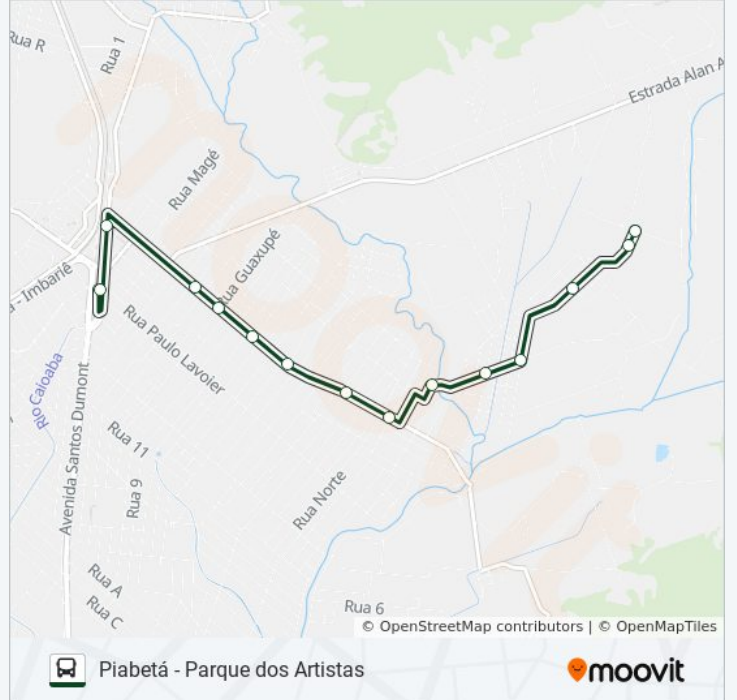 Rua R
Rua 1
Estrada Alan A
Rua Magé
Rua Guaxupé
a - Imbariê
Rua Paulo Lavoier
Rio Caioaba
Avenida Santos Dumont
Rua 11
Rua 9
Rua Norte
Rua A
Rua C
Rua 6
moovit
© OpenStreetMap contributors | © OpenMapTiles
Piabetá - Parque dos Artistas
moovit